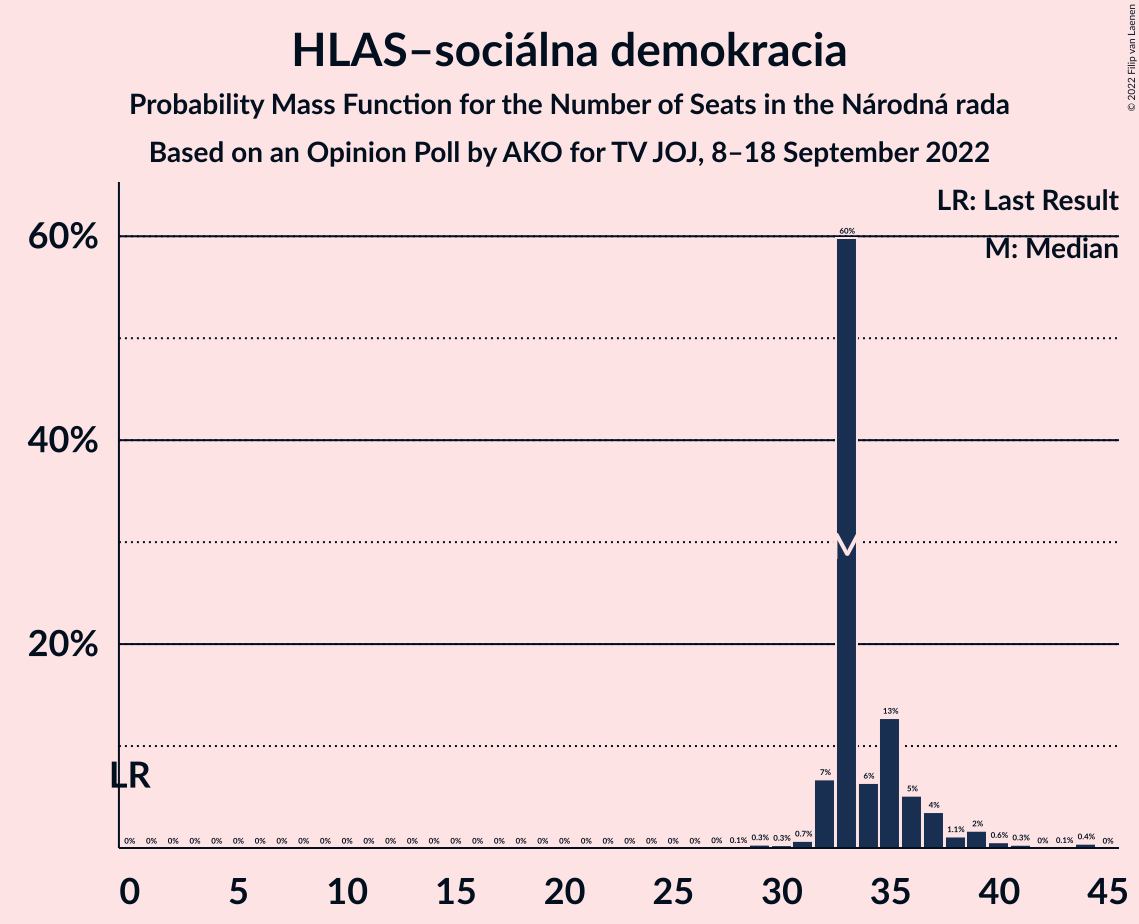 HLAS–sociálna demokracia
Probability Mass Function for the Number of Seats in the Národná rada
Based on an Opinion Poll by AKO for TV JOJ, 8–18 September 2022
© 2022 Filip van Laenen
LR: Last Result
M: Median
60%
40%
20%
LR
0% 0% 0% 0% 0% 0% 0% 0% 0% 0% 0% 0% 0% 0% 0% 0% 0% 0% 0% 0% 0% 0% 0% 0% 0% 0% 0% 0% 0.1% 0.3% 0.3% 0.7% 7% 60% 6% 13% 5% 4% 1.1% 2% 0.6% 0.3% 0% 0.1% 0.4% 0%
0 5 10 15 20 25 30 35 40 45